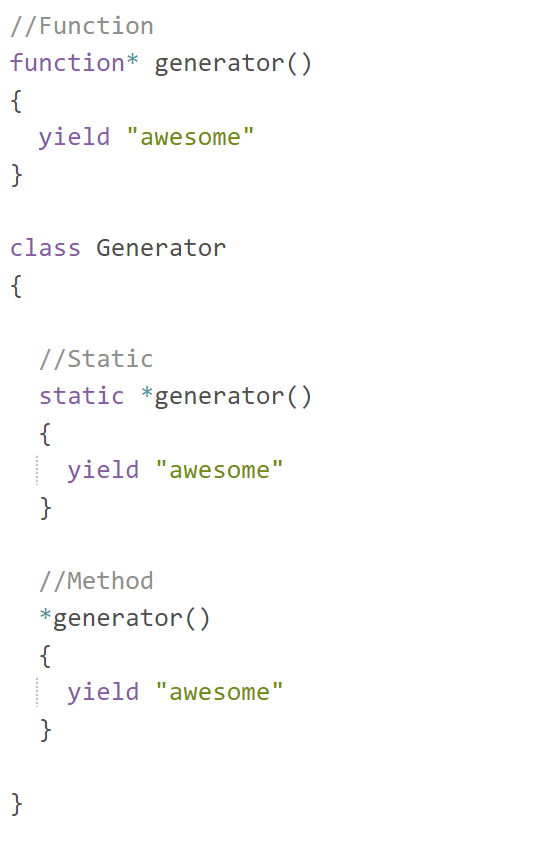 //Function
function* generator()
{
  yield "awesome"
}

class Generator
{

  //Static
  static *generator()
  {
    yield "awesome"
  }

  //Method
  *generator()
  {
    yield "awesome"
  }

}